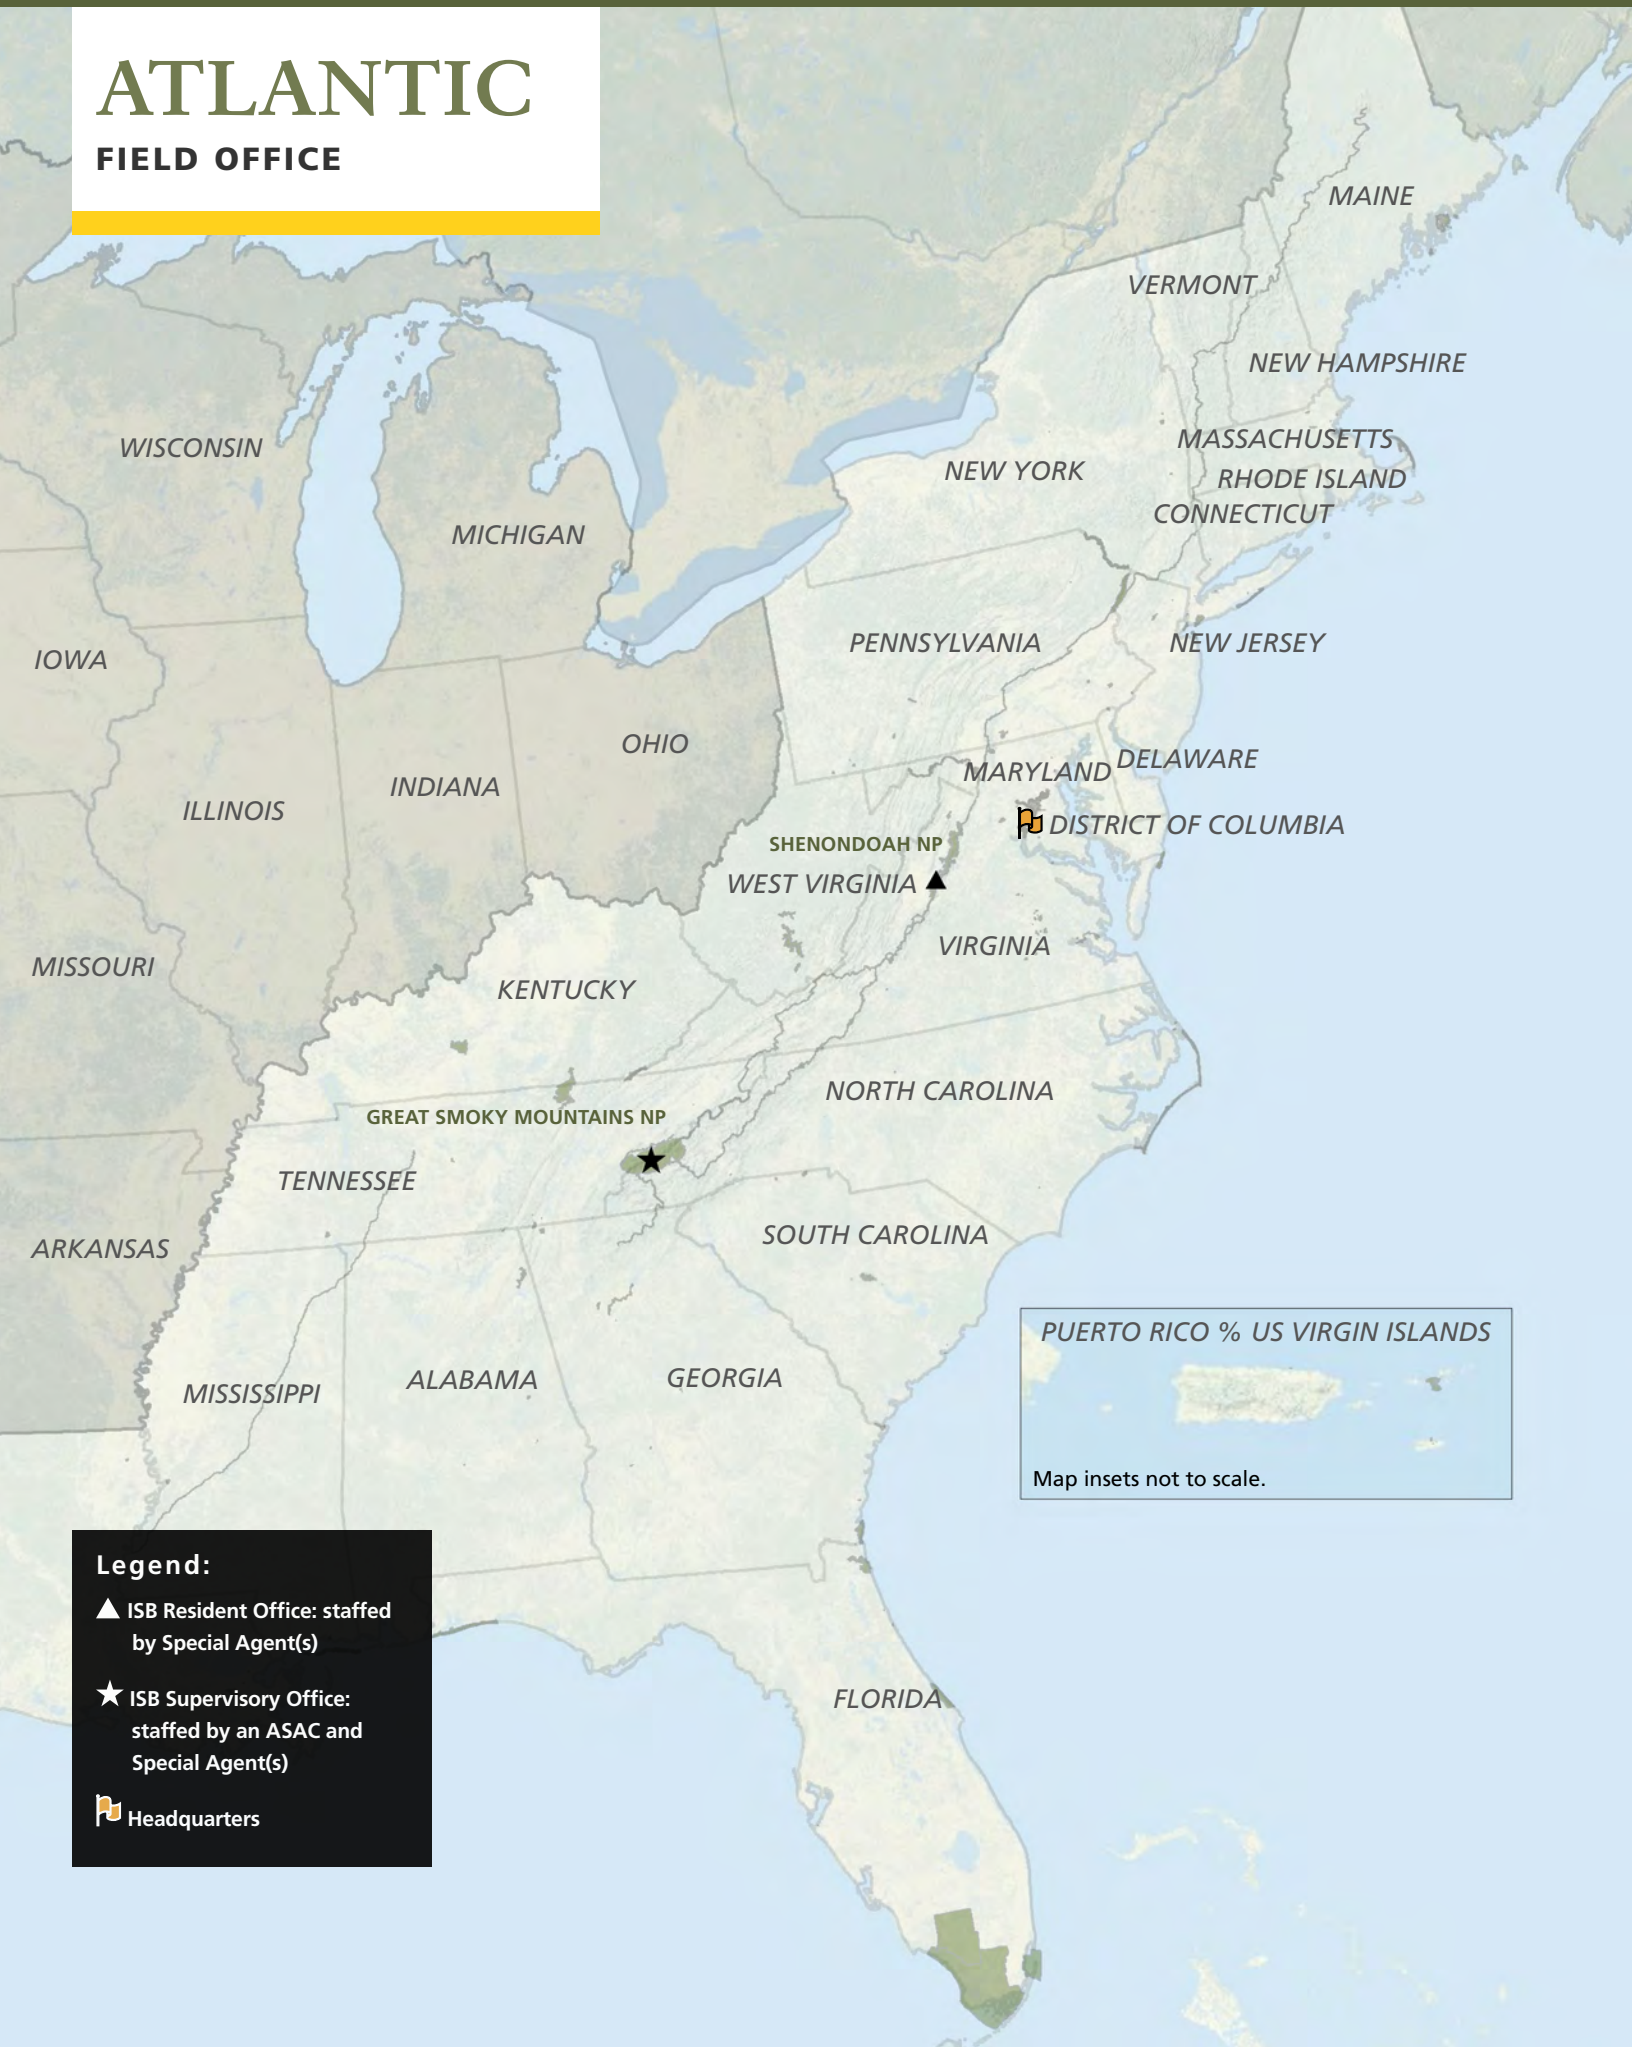 ATLANTIC
FIELD OFFICE
MAINE
VERMONT
NEW HAMPSHIRE
WISCONSIN
MASSACHUSETTS
NEW YORK
RHODE ISLAND
CONNECTICUT
MICHIGAN
IOWA
PENNSYLVANIA
NEW JERSEY
OHIO
MARYLAND
DELAWARE
INDIANA
ILLINOIS
DISTRICT OF COLUMBIA
SHENONDOAH NP
WEST VIRGINIA
VIRGINIA
MISSOURI
KENTUCKY
NORTH CAROLINA
GREAT SMOKY MOUNTAINS NP
TENNESSEE
SOUTH CAROLINA
ARKANSAS
PUERTO RICO % US VIRGIN ISLANDS
MISSISSIPPI
ALABAMA
GEORGIA
Map insets not to scale.
Legend:
ISB Resident Office: staffed
by Special Agent(s)
ISB Supervisory Office:
staffed by an ASAC and
Special Agent(s)
Headquarters
FLORIDA